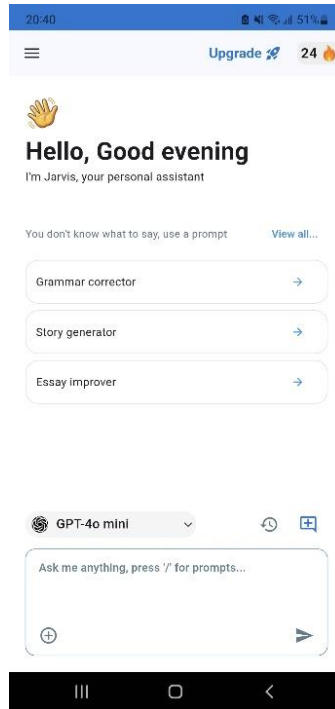 20:40 51%
Upgrade 24
Hello, Good evening
I'm Jarvis, your personal assistant
You don't know what to say, use a prompt View all...
Grammar corrector
Story generator
Essay improver
GPT-4o mini
Ask me anything, press '/' for prompts...